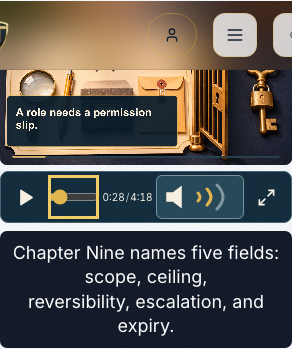 A role needs a permission
slip.
0:28/4:18
Chapter Nine names five fields:
scope, ceiling,
reversibility, escalation, and
expiry.